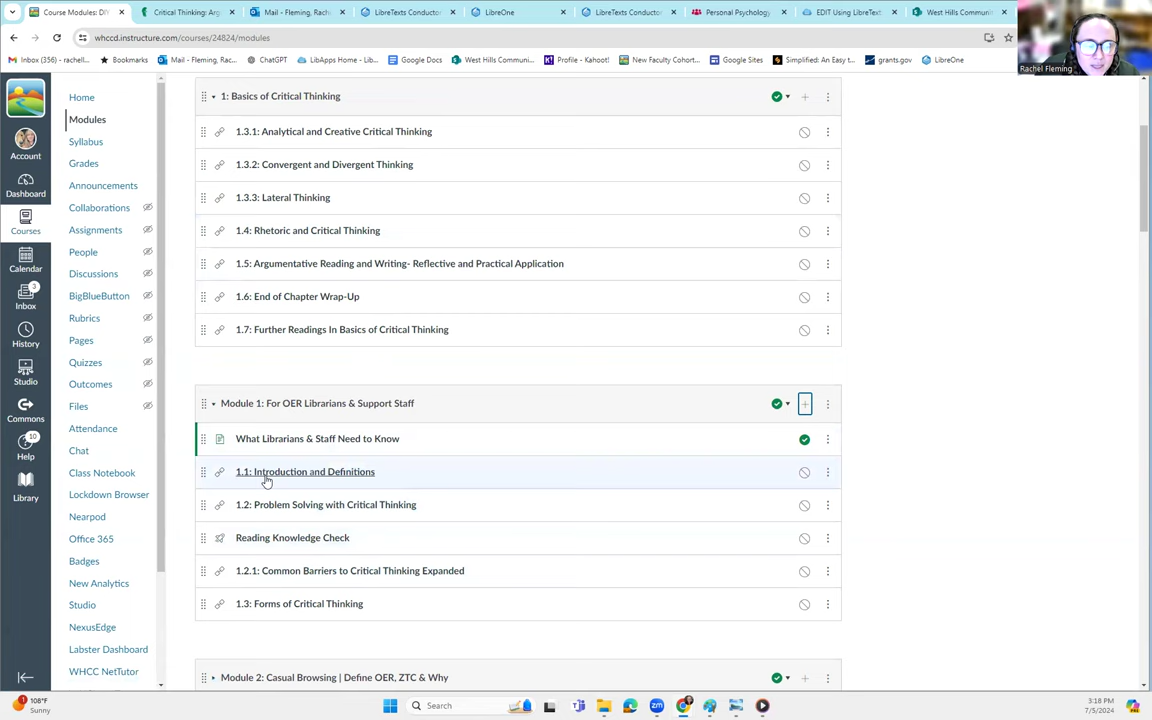 Course Modules: DIY
Critical Thinking: Arg
Mail - Fleming, Rache
LibreTexts Conductor
LibreOne
LibreTexts Conductor
Personal Psychology
EDIT Using LibreText
West Hills Communi
whccd.instructure.com/courses/24824/modules
Inbox (356) - rachell...
Bookmarks
Mail - Fleming, Rac...
ChatGPT
LibApps Home - Lib...
Google Docs
West Hills Communi...
Profile - Kahoot!
New Faculty Cohort...
Google Sites
Simplified: An Easy t...
grants.gov
LibreOne
Rachel Fleming
Account
Dashboard
Courses
Calendar
3
Inbox
History
Studio
Commons
10
Help
Library
Home
Modules
Syllabus
Grades
Announcements
Collaborations
Assignments
People
Discussions
BigBlueButton
Rubrics
Pages
Quizzes
Outcomes
Files
Attendance
Chat
Class Notebook
Lockdown Browser
Nearpod
Office 365
Badges
New Analytics
Studio
NexusEdge
Labster Dashboard
WHCC NetTutor
1: Basics of Critical Thinking
1.3.1: Analytical and Creative Critical Thinking
1.3.2: Convergent and Divergent Thinking
1.3.3: Lateral Thinking
1.4: Rhetoric and Critical Thinking
1.5: Argumentative Reading and Writing- Reflective and Practical Application
1.6: End of Chapter Wrap-Up
1.7: Further Readings In Basics of Critical Thinking
Module 1: For OER Librarians & Support Staff
What Librarians & Staff Need to Know
1.1: Introduction and Definitions
1.2: Problem Solving with Critical Thinking
Reading Knowledge Check
1.2.1: Common Barriers to Critical Thinking Expanded
1.3: Forms of Critical Thinking
Module 2: Casual Browsing | Define OER, ZTC & Why
1
108°F
Sunny
Search
3:18 PM
7/5/2024